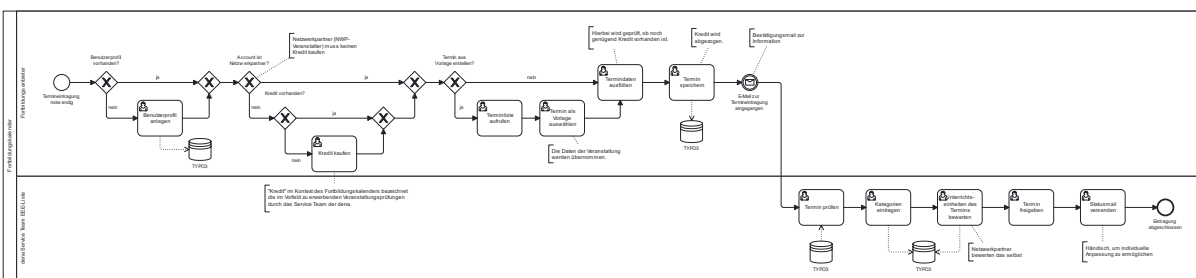 Fortbildungskalender
Fortbildungsanbieter
Termineintragung
notwendig
Benutzerprofil
vorhanden?
ja
nein
Benutzerprofil
anlegen
TYPO3
Account ist
Netzwerkpartner?
Netzwerkpartner (NWP-
Veranstalter) muss keinen
Kredit kaufen
ja
nein
Kredit vorhanden?
ja
nein
Kredit kaufen
"Kredit" im Kontext des Fortbildungskalenders bezeichnet
die im Vorfeld zu erwerbenden Veranstaltungsprüfungen
durch das Service Team der dena.
Termin aus
Vorlage erstellen?
nein
ja
Terminliste
aufrufen
Termin als
Vorlage
auswählen
Die Daten der Veranstaltung
werden übernommen.
Hierbei wird geprüft, ob noch
genügend Kredit vorhanden ist.
Termindaten
ausfüllen
Kredit wird
abgezogen.
Termin
speichern
TYPO3
Bestätigungsmail zur
Information
E-Mail zur
Termineintragung
eingegangen
dena Service Team EEE-Liste
Termin prüfen
TYPO3
Kategorien
eintragen
TYPO3
Unterrichts-
einheiten des
Termins
bewerten
Netzwerkpartner
bewerten das selbst
Termin
freigeben
Statusmail
versenden
Händisch, um individuelle
Anpassung zu ermöglichen
Eintragung
abgeschlossen